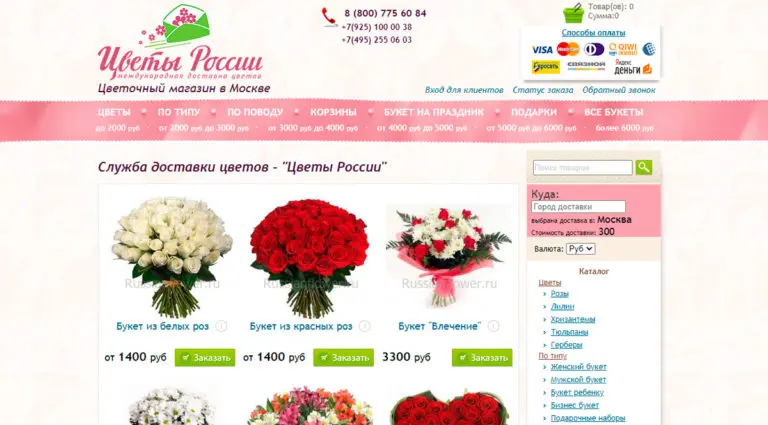 8 (800) 775 60 84
+7(925) 100 00 38
+7(495) 255 06 03
Товар(ов): 0
Сумма:0
Способы оплаты
VISA MasterCard QIWI
Евросеть СВЯЗНОЙ Яндекс ДЕНЬГИ
Цветы России
международная доставка цветов
Цветочный магазин в Москве
Вход для клиентов Статус заказа Обратный звонок
ЦВЕТЫ ПО ТИПУ ПО ПОВОДУ КОРЗИНЫ БУКЕТ НА ПРАЗДНИК ПОДАРКИ ВСЕ БУКЕТЫ
до 2000 руб от 2000 руб до 3000 руб от 3000 руб до 4000 руб от 4000 руб до 5000 руб от 5000 руб до 6000 руб более 6000 руб
Служба доставки цветов - "Цветы России"
Букет из белых роз
от 1400 руб Заказать
Букет из красных роз
от 1400 руб Заказать
Букет "Влечение"
3300 руб Заказать
Поиск товаров
Куда:
Город доставки
выбрана доставка в: Москва
Стоимость доставки: 300
Валюта: Руб
Каталог
Цветы
Розы
Лилии
Хризантемы
Тюльпаны
Герберы
По типу
Женский букет
Мужской букет
Букет ребенку
Бизнес букет
Подарочные наборы